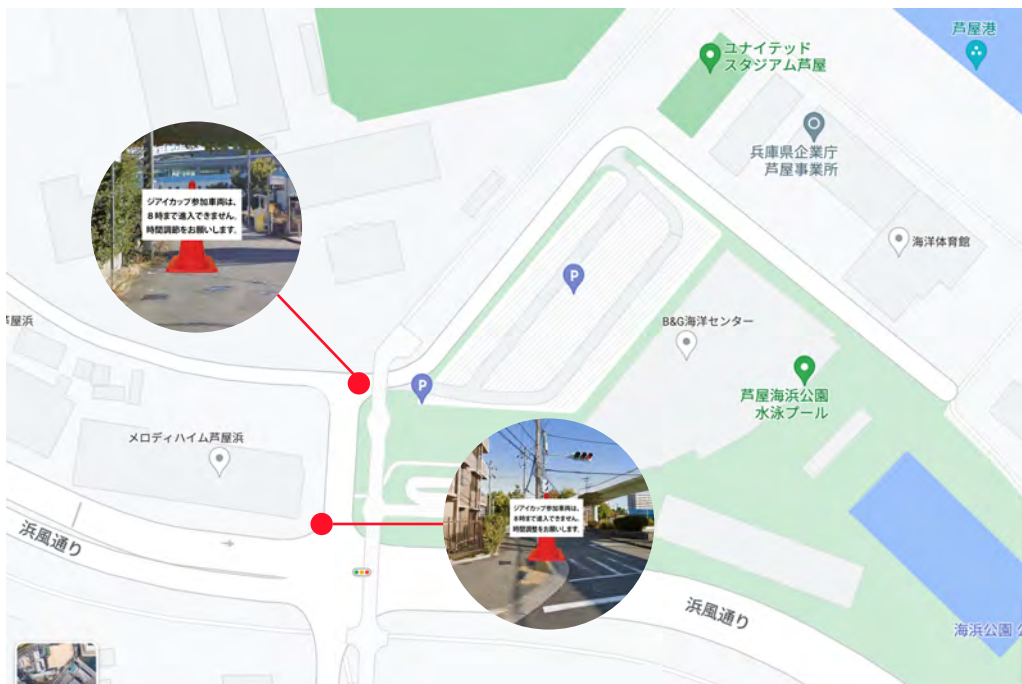 芦屋港
ユナイテッド
スタジアム芦屋
兵庫県企業庁
芦屋事業所
ジアイカップ参加車両は、
8時まで進入できません。
時間調節をお願いします。
海洋体育館
P
屋浜
B&G海洋センター
P
芦屋海浜公園
水泳プール
メロディハイム芦屋浜
ジアイカップ参加車両は、
8時まで進入できません。
時間調整をお願いします。
浜風通り
浜風通り
海浜公園